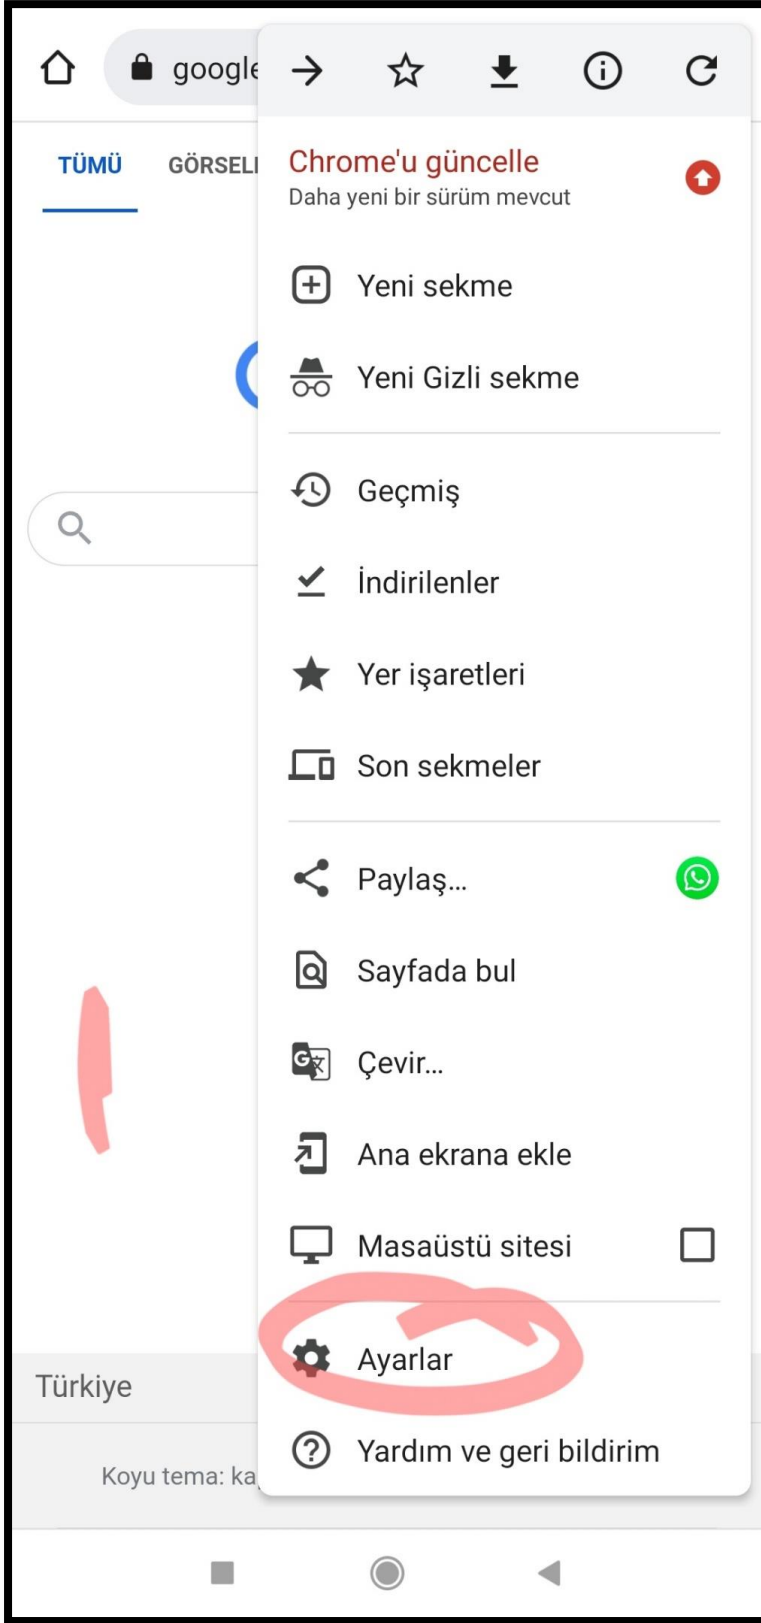 google
TÜMÜ GÖRSELL
Chrome'u güncelle
Daha yeni bir sürüm mevcut
Yeni sekme
Yeni Gizli sekme
Geçmiş
İndirilenler
Yer işaretleri
Son sekmeler
Paylaş...
Sayfada bul
Çevir...
Ana ekrana ekle
Masaüstü sitesi
Ayarlar
Türkiye
Yardım ve geri bildirim
Koyu tema: ka